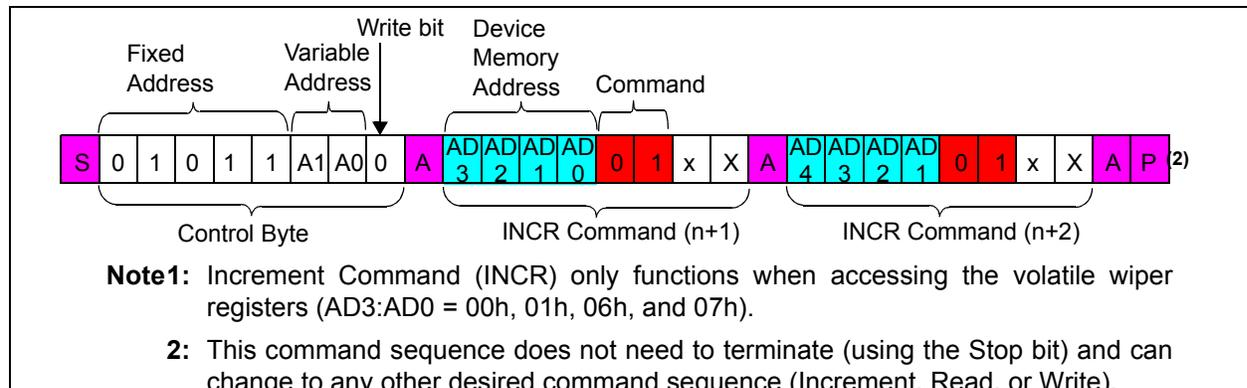 Write bit
Device
Memory
Address
Fixed
Address
Variable
Address
Command
S 0 1 0 1 1 A1 A0 0 A AD3 AD2 AD1 AD0 0 1 x X A AD4 AD3 AD2 AD1 0 1 x X A P (2)
Control Byte
INCR Command (n+1)
INCR Command (n+2)
Note1: Increment Command (INCR) only functions when accessing the volatile wiper
registers (AD3:AD0 = 00h, 01h, 06h, and 07h).
2: This command sequence does not need to terminate (using the Stop bit) and can
change to any other desired command sequence (Increment, Read, or Write).